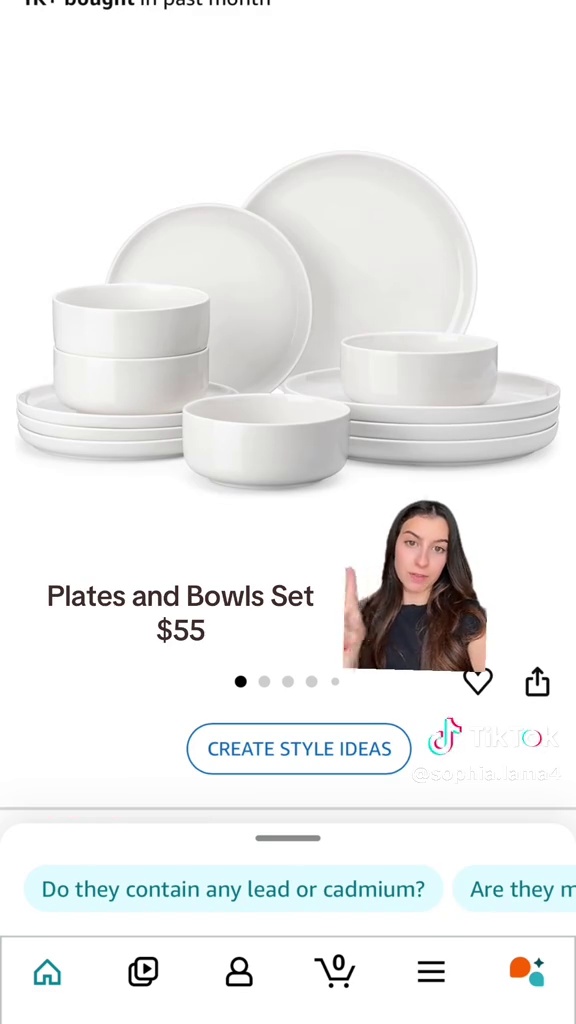 1K+ bought in past month
Plates and Bowls Set
$55
CREATE STYLE IDEAS
TikTok
@sophia.lama4
Do they contain any lead or cadmium?
Are they m
0